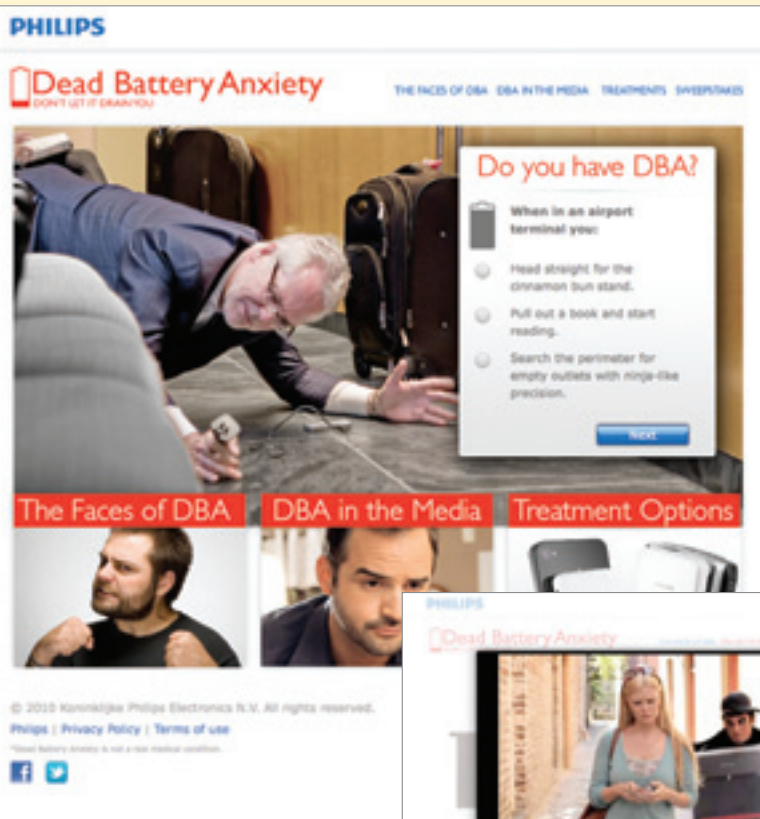 PHILIPS
Dead Battery Anxiety
DON'T LET IT DRAIN YOU
THE FACES OF DBA DBA IN THE MEDIA TREATMENTS SWEEPSTAKES
Do you have DBA?
When in an airport
terminal you:
Head straight for the
cinnamon bun stand.
Pull out a book and start
reading.
Search the perimeter for
empty outlets with ninja-like
precision.
Next
The Faces of DBA
DBA in the Media
Treatment Options
© 2010 Koninklijke Philips Electronics N.V. All rights reserved.
Philips | Privacy Policy | Terms of use
*Dead Battery Anxiety is not a real medical condition.
PHILIPS
Dead Battery Anxiety